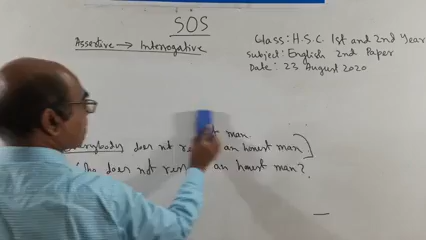 SOS
Assertive → Interrogative
Class: H.S.C. 1st and 2nd Year
Subject: English 2nd Paper
Date: 23 August 2020
man.
does not an honest man
does not an honest man?